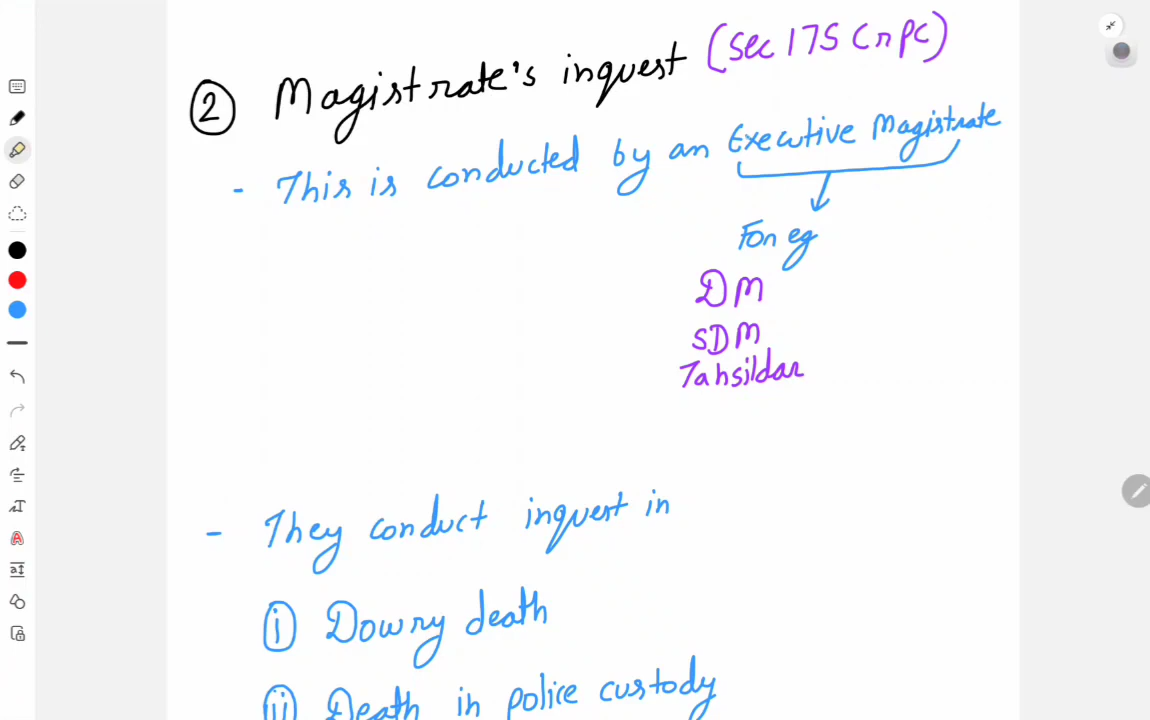 ② Magistrate's inquest (Sec 175 CrPC)
- This is conducted by an Executive Magistrate
For eg
DM
SDM
Tahsildar
- They conduct inquest in
ⓘ Dowry death
ⓘⓘ Death in police custody